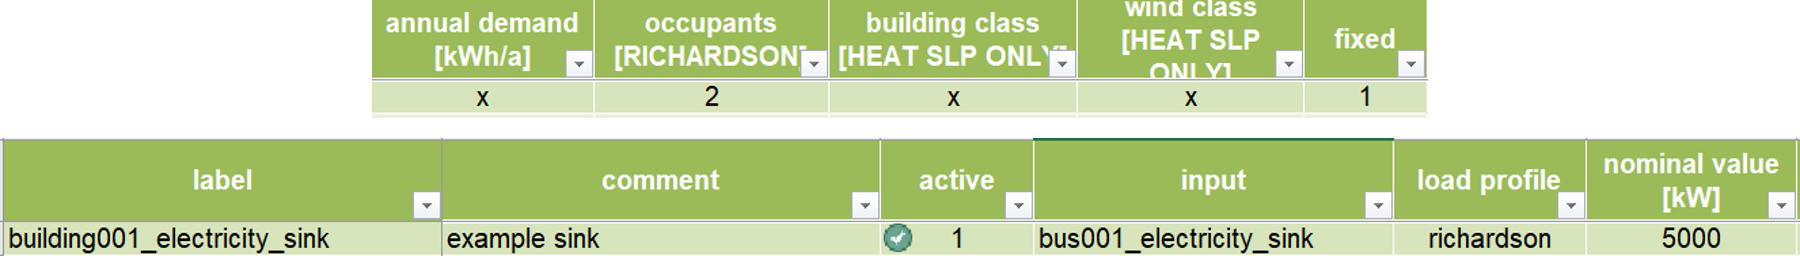 annual demand [kWh/a] occupants [RICHARDSON] building class [HEAT SLP ONLY] wind class [HEAT SLP ONLY] fixed
x 2 x x 1
label comment active input load profile nominal value [kW]
building001_electricity_sink example sink 1 bus001_electricity_sink richardson 5000